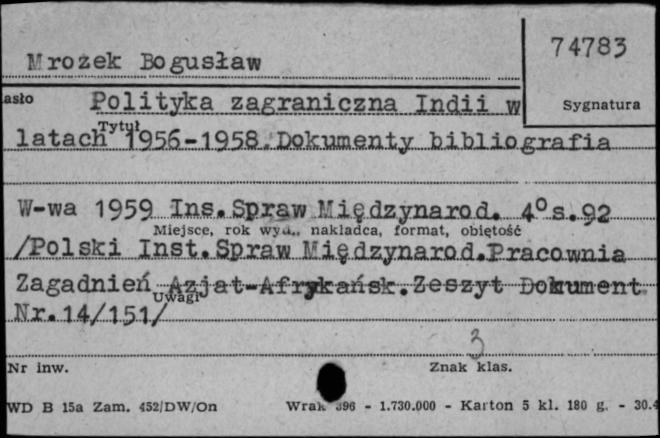 74783
Mrożek Bogusław
asło Polityka zagraniczna Indii w Sygnatura
latach Tytuł 1956-1958.Dokumenty bibliografia
W-wa 1959 Ins.Spraw Międzynarod. 4° s.92
Miejsce, rok wyd., nakładca, format, objętość
/Polski Inst.Spraw Międzynarod.Pracownia
Zagadnień Azjat-Afrykańsk.Zeszyt Dokument.
Uwagi
Nr.14/151/
3
Nr inw. Znak klas.
WD B 15a Zam. 452/DW/On 396 - 1.730.000 - Karton 5 kl. 180 g. - 30.4